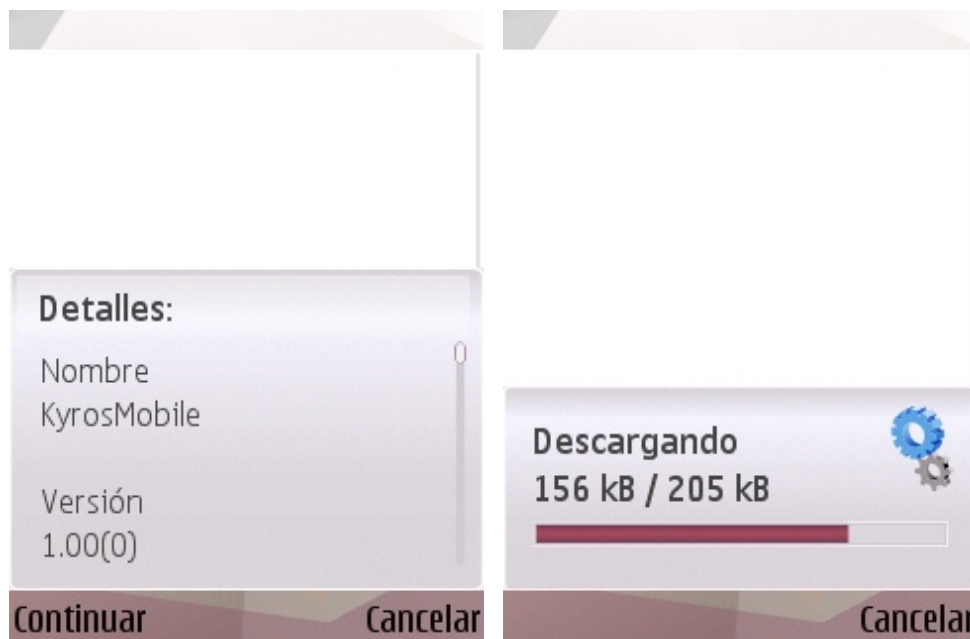 Detalles:
Nombre
KyrosMobile
Versión
1.00(0)
Continuar Cancelar
Descargando
156 kB / 205 kB
Cancelar